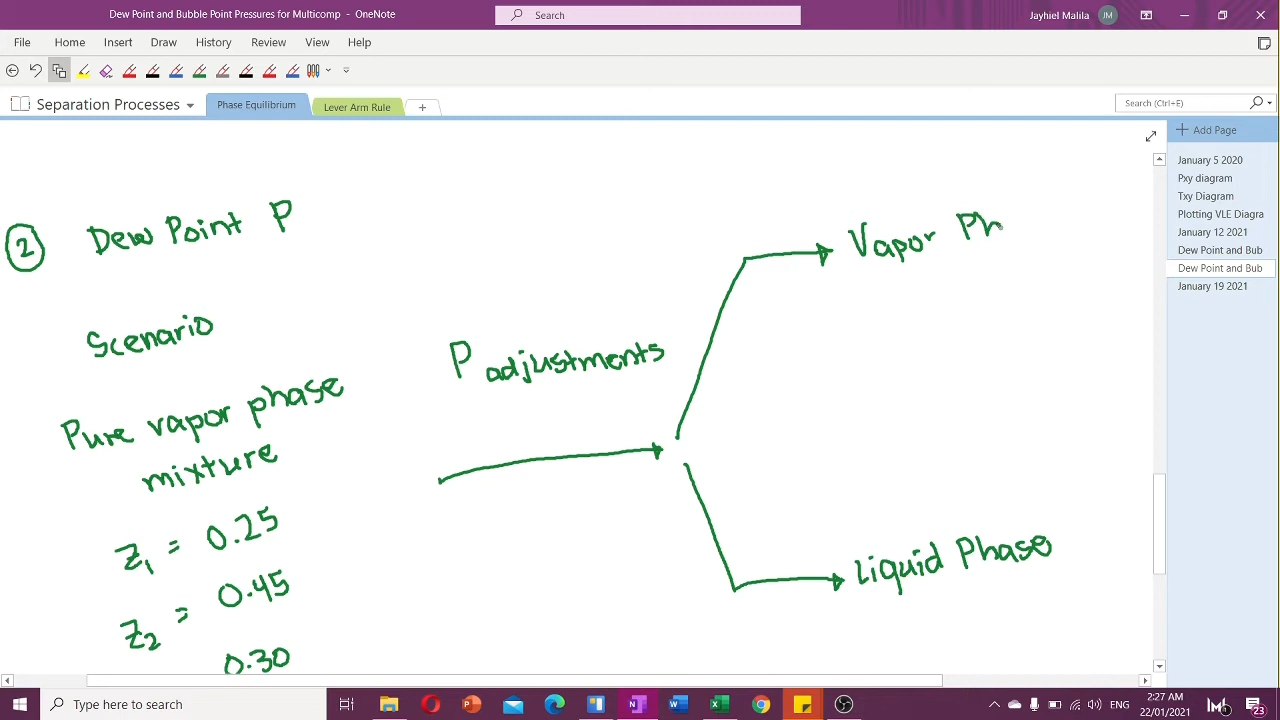 Dew Point and Bubble Point Pressures for Multicomp - OneNote
Search
Jayhiel Malila
JM
File Home Insert Draw History Review View Help
Separation Processes
Phase Equilibrium
Lever Arm Rule
Search (Ctrl+E)
Add Page
January 5 2020
Pxy diagram
Txy Diagram
Plotting VLE Diagra
January 12 2021
Dew Point and Bub
Dew Point and Bub
January 19 2021
2 Dew Point P
Scenario
Pure vapor phase
mixture
z1 = 0.25
z2 = 0.45
0.30
P adjustments
Vapor Ph
Liquid Phase
Type here to search
ENG
2:27 AM
22/01/2021
23